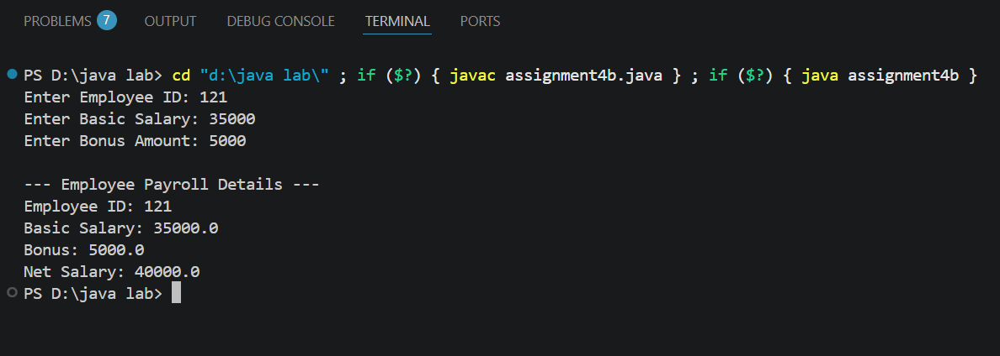 PROBLEMS 7 OUTPUT DEBUG CONSOLE TERMINAL PORTS
PS D:\java lab> cd "d:\java lab\" ; if ($?) { javac assignment4b.java } ; if ($?) { java assignment4b }
Enter Employee ID: 121
Enter Basic Salary: 35000
Enter Bonus Amount: 5000
--- Employee Payroll Details ---
Employee ID: 121
Basic Salary: 35000.0
Bonus: 5000.0
Net Salary: 40000.0
PS D:\java lab>